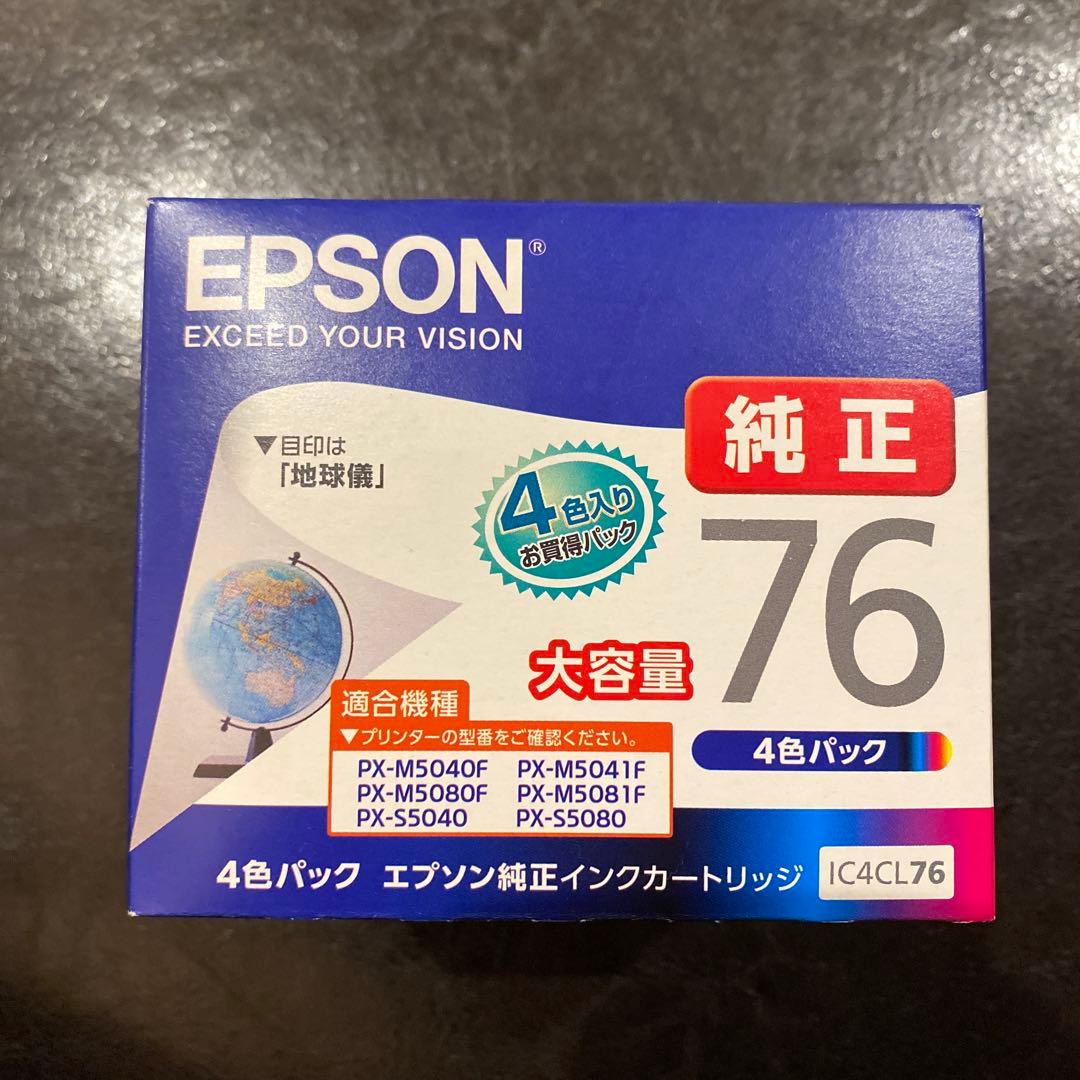 EPSON®
EXCEED YOUR VISION
純正
▼目印は
「地球儀」
4色入り
お買得パック
76
大容量
4色パック
適合機種
▼プリンターの型番をご確認ください。
PX-M5040F PX-M5041F
PX-M5080F PX-M5081F
PX-S5040 PX-S5080
4色パック エプソン純正インクカートリッジ IC4CL76